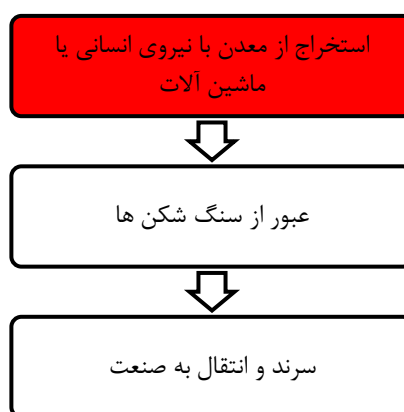 استخراج از معدن با نیروی انسانی یا
ماشین آلات
عبور از سنگ شکن ها
سرند و انتقال به صنعت